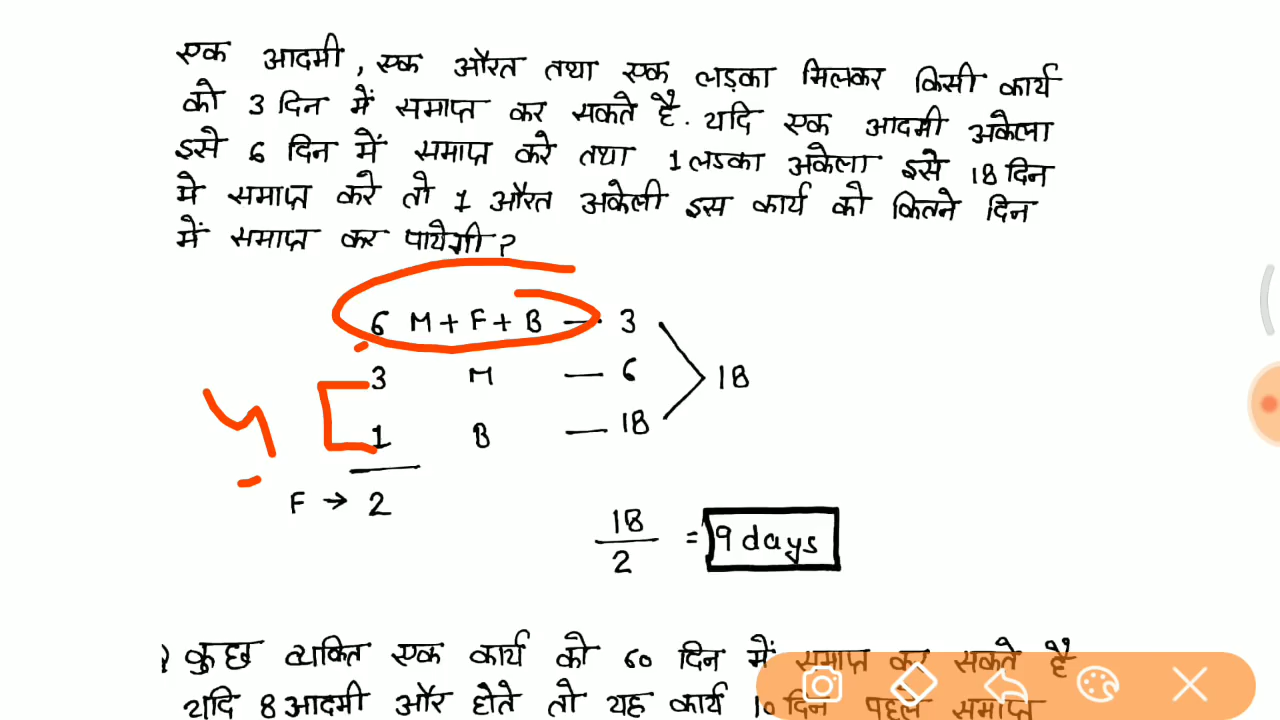 एक आदमी, एक औरत तथा एक लड़का मिलकर किसी कार्य
को 3 दिन में समाप्त कर सकते है. यदि एक आदमी अकेला
इसे 6 दिन में समाप्त करे तथा 1 लडका अकेला इसे 18 दिन
मे समाप्त करे तो 1 औरत अकेली इस कार्य को कितने दिन
में समाप्त कर पायेगी?
6 M+F+B — 3
3 M — 6
18
1 B — 18
4
F → 2
18
2
= 9 days
? कुछ व्यक्ति एक कार्य को 60 दिन में समाप्त कर सकते है
यदि 8 आदमी और होते तो यह कार्य 10 दिन पहले समाप्त